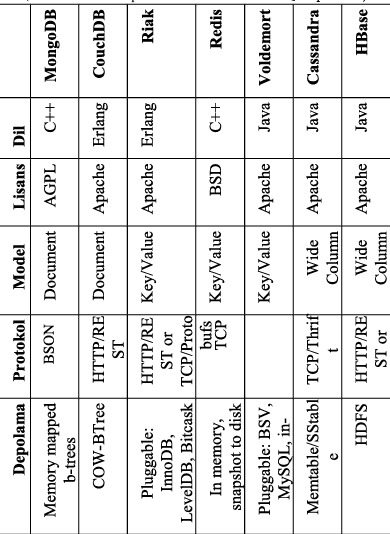 Depolama Protokol Model Lisans Dil
Memory mapped
b-trees
BSON
Document
AGPL
C++
MongoDB
COW-BTree
HTTP/RE
ST
Document
Apache
Erlang
CouchDB
Pluggable:
InnoDB,
LevelDB, Bitcask
HTTP/RE
ST or
TCP/Proto
bufs
Key/Value
Apache
Erlang
Riak
In memory,
snapshot to disk
TCP
Key/Value
BSD
C++
Redis
Pluggable: BSV,
MySQL, in-
Key/Value
Apache
Java
Voldemort
Memtable/SStabl
e
TCP/Thrif
t
Wide
Column
Apache
Java
Cassandra
HDFS
HTTP/RE
ST or
Wide
Column
Apache
Java
HBase